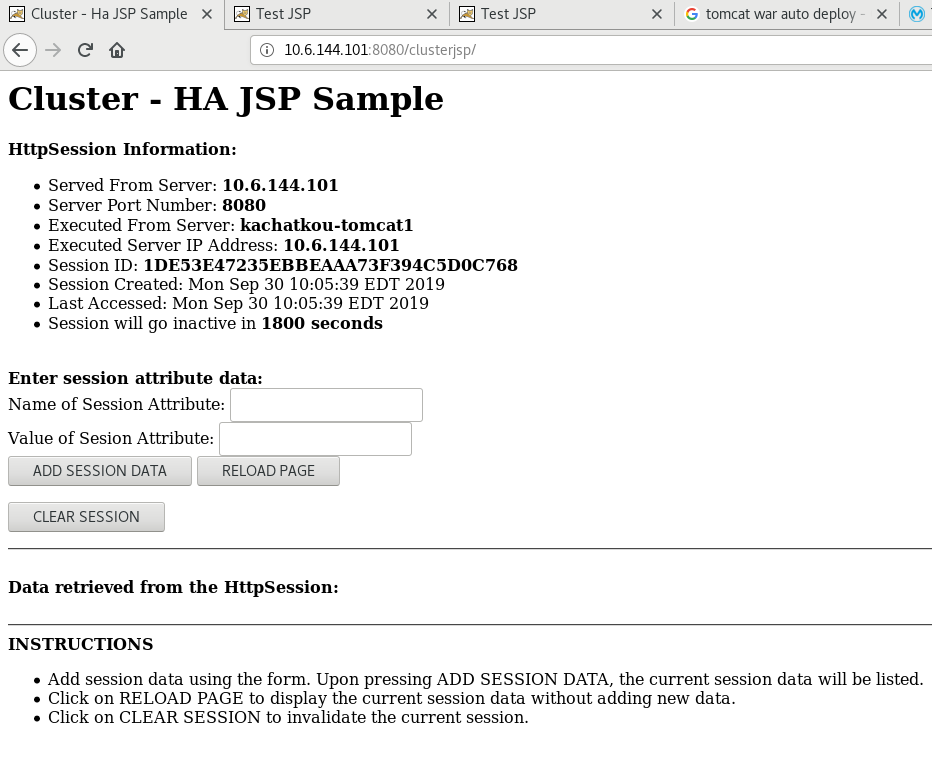 Cluster - Ha JSP Sample
Test JSP
Test JSP
tomcat war auto deploy -
10.6.144.101:8080/clusterjsp/
Cluster - HA JSP Sample
HttpSession Information:
Served From Server: 10.6.144.101
Server Port Number: 8080
Executed From Server: kachatkou-tomcat1
Executed Server IP Address: 10.6.144.101
Session ID: 1DE53E47235EBBEAAA73F394C5D0C768
Session Created: Mon Sep 30 10:05:39 EDT 2019
Last Accessed: Mon Sep 30 10:05:39 EDT 2019
Session will go inactive in 1800 seconds
Enter session attribute data:
Name of Session Attribute:
Value of Sesion Attribute:
ADD SESSION DATA RELOAD PAGE
CLEAR SESSION
Data retrieved from the HttpSession:
INSTRUCTIONS
Add session data using the form. Upon pressing ADD SESSION DATA, the current session data will be listed.
Click on RELOAD PAGE to display the current session data without adding new data.
Click on CLEAR SESSION to invalidate the current session.